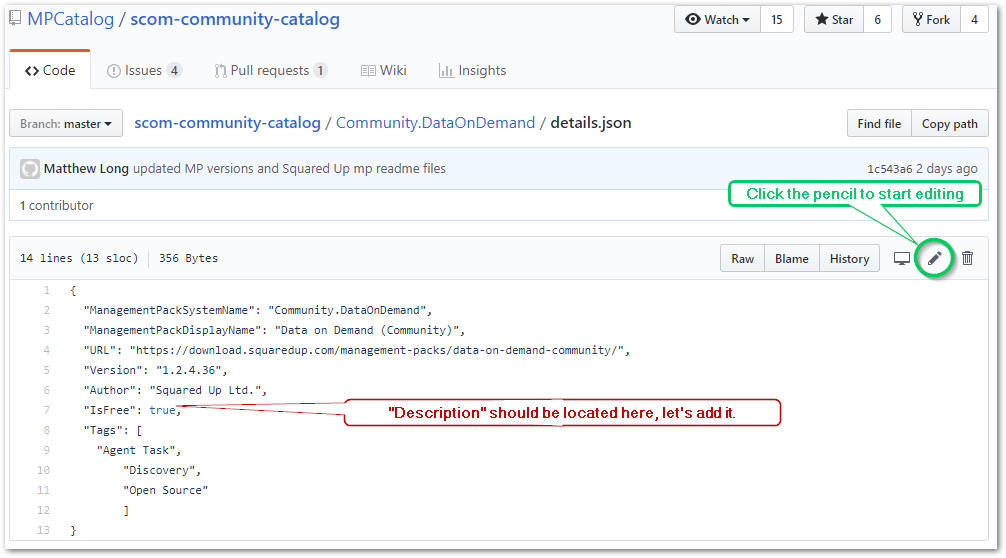 MPCatalog / scom-community-catalog
Watch 15 Star 6 Fork 4
Code Issues 4 Pull requests 1 Wiki Insights
Branch: master scom-community-catalog / Community.DataOnDemand / details.json Find file Copy path
Matthew Long updated MP versions and Squared Up mp readme files 1c543a6 2 days ago
Click the pencil to start editing
1 contributor
14 lines (13 sloc) 356 Bytes Raw Blame History
1 {
2 "ManagementPackSystemName": "Community.DataOnDemand",
3 "ManagementPackDisplayName": "Data on Demand (Community)",
4 "URL": "https://download.squaredup.com/management-packs/data-on-demand-community/",
5 "Version": "1.2.4.36",
6 "Author": "Squared Up Ltd.",
7 "IsFree": true,
"Description" should be located here, let's add it.
8 "Tags": [
9 "Agent Task",
10 "Discovery",
11 "Open Source"
12 ]
13 }